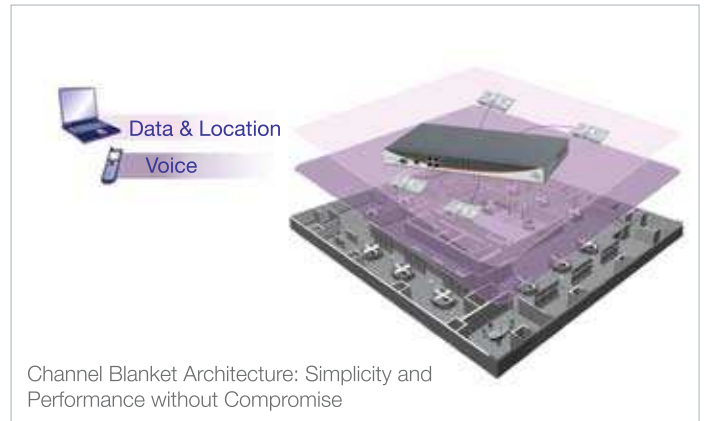 Data & Location
Voice
Channel Blanket Architecture: Simplicity and
Performance without Compromise